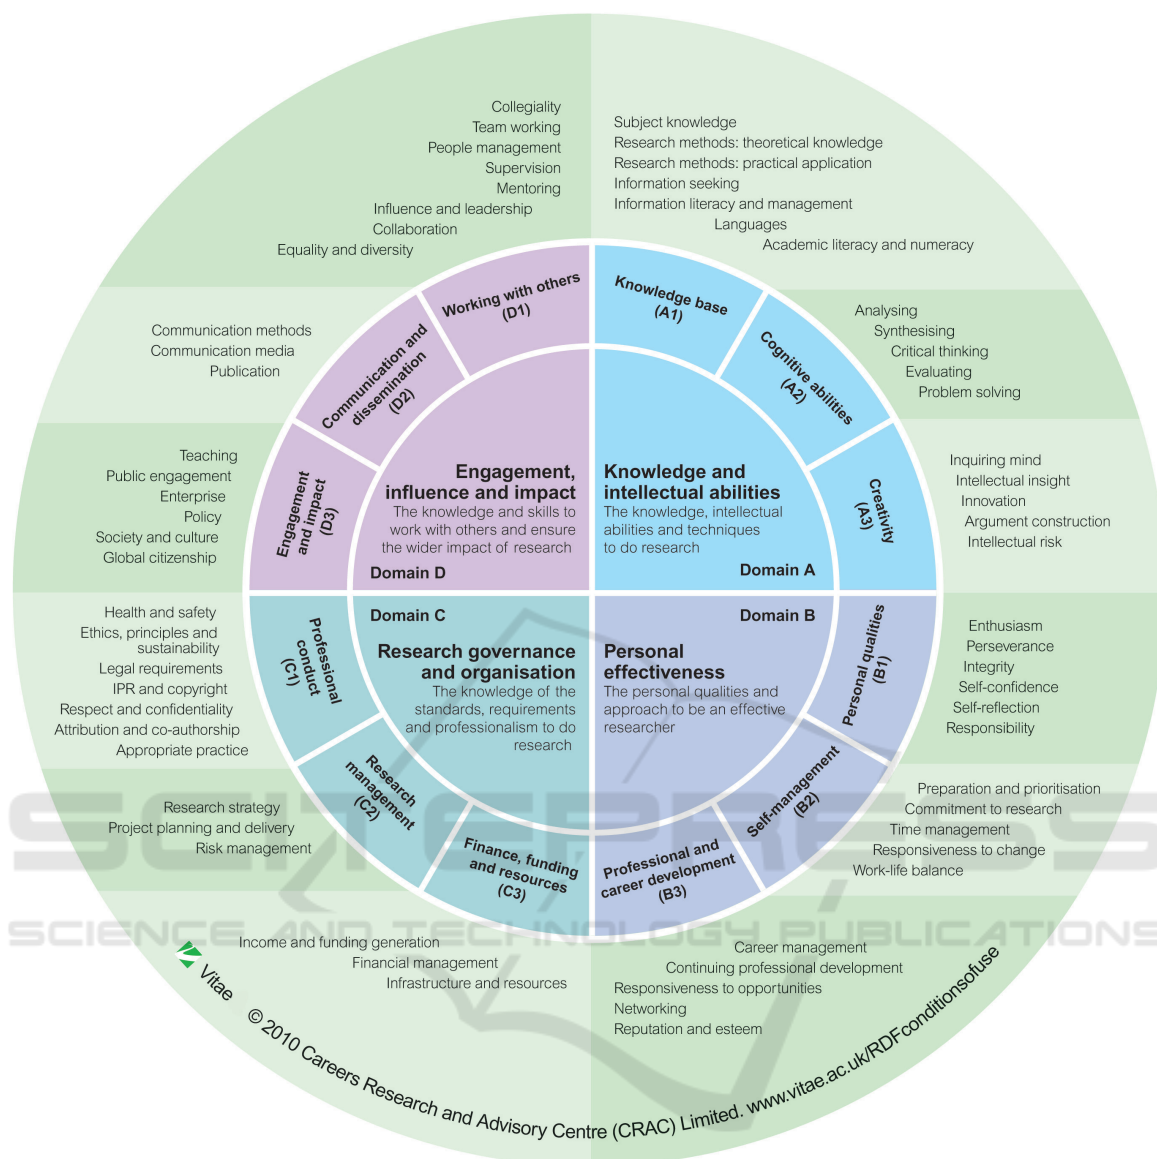 Collegiality
Team working
People management
Supervision
Mentoring
Influence and leadership
Collaboration
Equality and diversity
Subject knowledge
Research methods: theoretical knowledge
Research methods: practical application
Information seeking
Information literacy and management
Languages
Academic literacy and numeracy
Working with others
(D1)
Knowledge base
(A1)
Communication methods
Communication media
Publication
Communication and
dissemination
(D2)
Cognitive abilities
(A2)
Analysing
Synthesising
Critical thinking
Evaluating
Problem solving
Teaching
Public engagement
Enterprise
Policy
Society and culture
Global citizenship
Engagement
and impact
(D3)
Engagement,
influence and impact
The knowledge and skills to
work with others and ensure
the wider impact of research
Domain D
Knowledge and
intellectual abilities
The knowledge, intellectual
abilities and techniques
to do research
Domain A
Creativity
(A3)
Inquiring mind
Intellectual insight
Innovation
Argument construction
Intellectual risk
Health and safety
Ethics, principles and
sustainability
Legal requirements
IPR and copyright
Respect and confidentiality
Attribution and co-authorship
Appropriate practice
Professional
conduct
(C1)
Domain C
Research governance
and organisation
The knowledge of the
standards, requirements
and professionalism to do
research
Domain B
Personal
effectiveness
The personal qualities and
approach to be an effective
researcher
Personal qualities
(B1)
Enthusiasm
Perseverance
Integrity
Self-confidence
Self-reflection
Responsibility
Research strategy
Project planning and delivery
Risk management
Research
management
(C2)
Self-management
(B2)
Preparation and prioritisation
Commitment to research
Time management
Responsiveness to change
Work-life balance
Finance, funding
and resources
(C3)
Professional and
career development
(B3)
Income and funding generation
Financial management
Infrastructure and resources
Career management
Continuing professional development
Responsiveness to opportunities
Networking
Reputation and esteem
Vitae © 2010 Careers Research and Advisory Centre (CRAC) Limited. www.vitae.ac.uk/RDFconditionsofuse
SCITEPRESS
SCIENCE AND TECHNOLOGY PUBLICATIONS